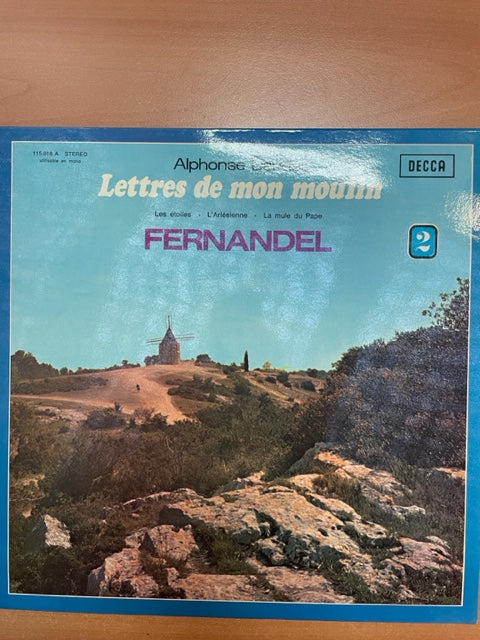 115.016 A STEREO
DECCA
utilisable en mono
Alphonse
Lettres de mon moulin
Les étoiles - L'Arlésienne - La mule du Pape
FERNANDEL
2